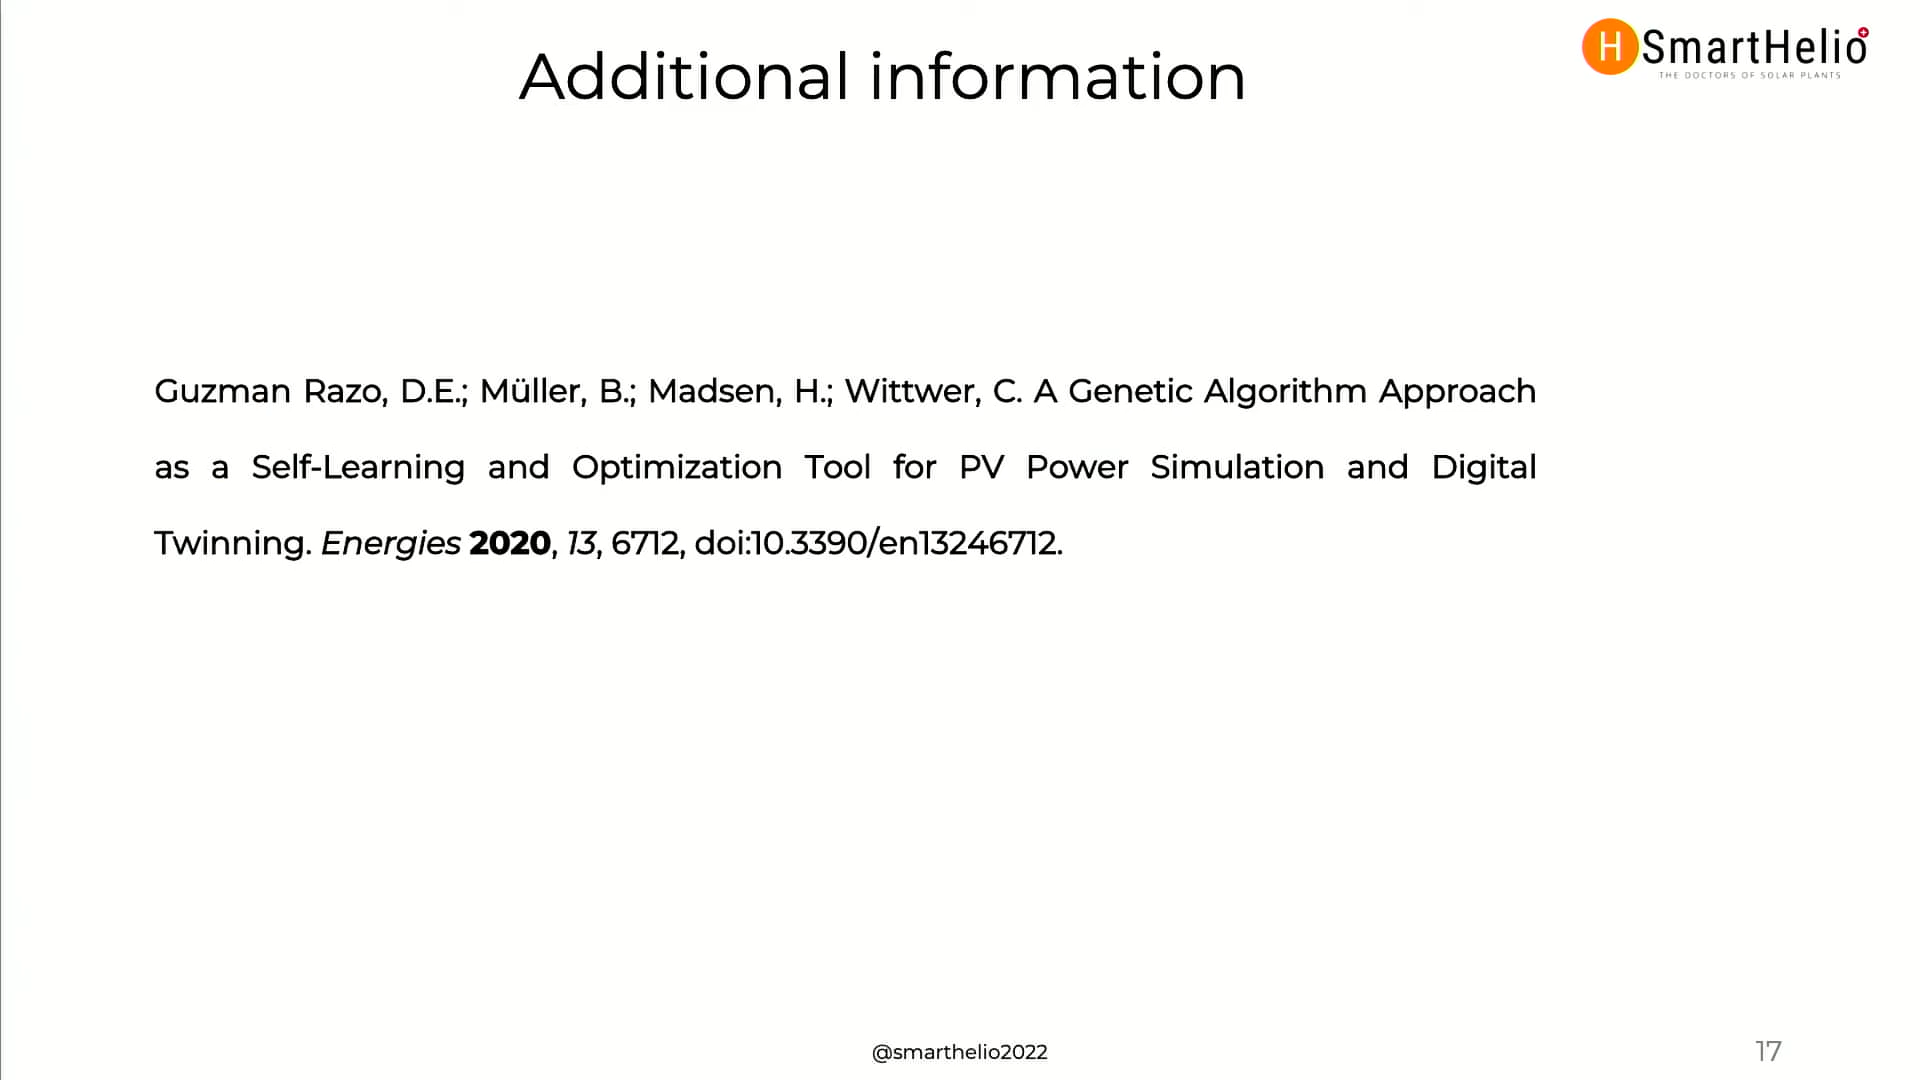 Additional information
H SmartHelio
THE DOCTORS OF SOLAR PLANTS
Guzman Razo, D.E.; Müller, B.; Madsen, H.; Wittwer, C. A Genetic Algorithm Approach
as a Self-Learning and Optimization Tool for PV Power Simulation and Digital
Twinning. Energies 2020, 13, 6712, doi:10.3390/en13246712.
@smarthelio2022
17